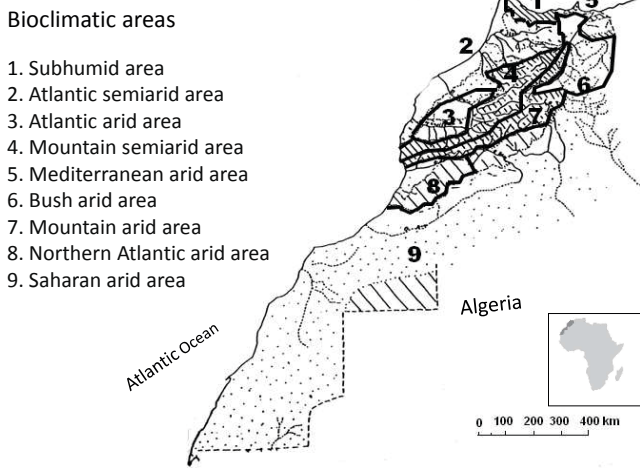 Bioclimatic areas
1. Subhumid area
2. Atlantic semiarid area
3. Atlantic arid area
4. Mountain semiarid area
5. Mediterranean arid area
6. Bush arid area
7. Mountain arid area
8. Northern Atlantic arid area
9. Saharan arid area
1
5
2
4
6
3
7
8
9
Algeria
Atlantic Ocean
0 100 200 300 400 km